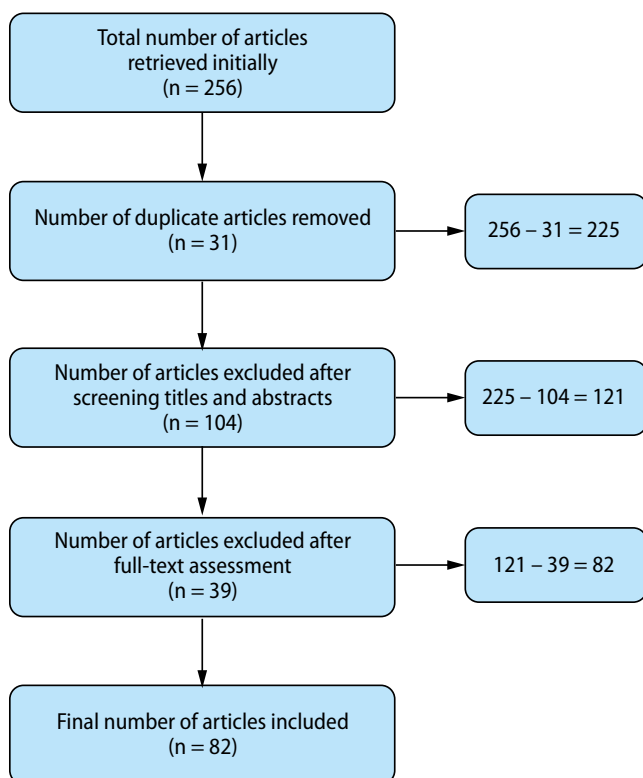 Total number of articles
retrieved initially
(n = 256)
Number of duplicate articles removed
(n = 31)
256 – 31 = 225
Number of articles excluded after
screening titles and abstracts
(n = 104)
225 – 104 = 121
Number of articles excluded after
full-text assessment
(n = 39)
121 – 39 = 82
Final number of articles included
(n = 82)